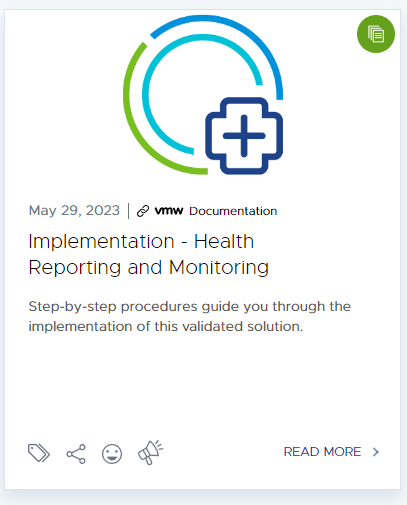 May 29, 2023 | vmw Documentation
Implementation - Health
Reporting and Monitoring
Step-by-step procedures guide you through the
implementation of this validated solution.
READ MORE >